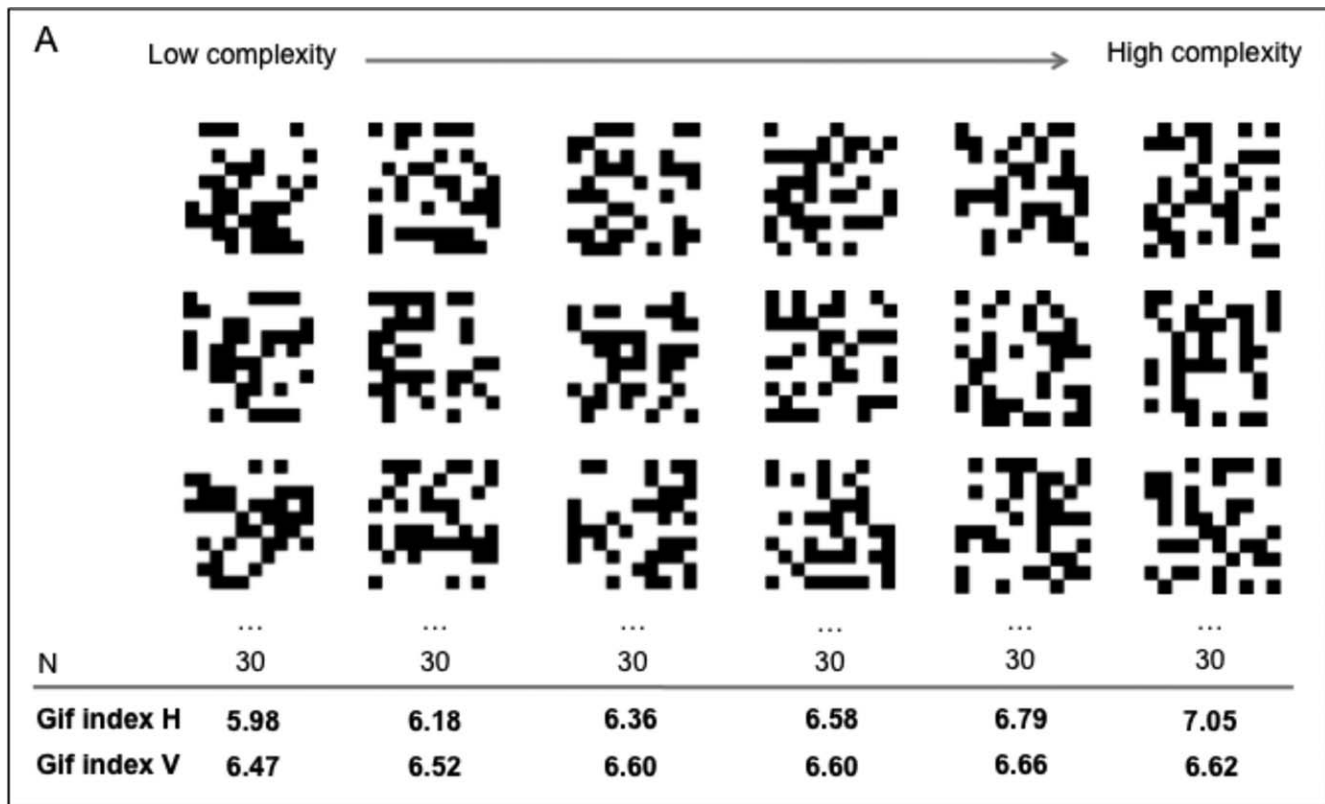 A
Low complexity High complexity
... ... ... ... ... ...
N 30 30 30 30 30 30
Gif index H 5.98 6.18 6.36 6.58 6.79 7.05
Gif index V 6.47 6.52 6.60 6.60 6.66 6.62